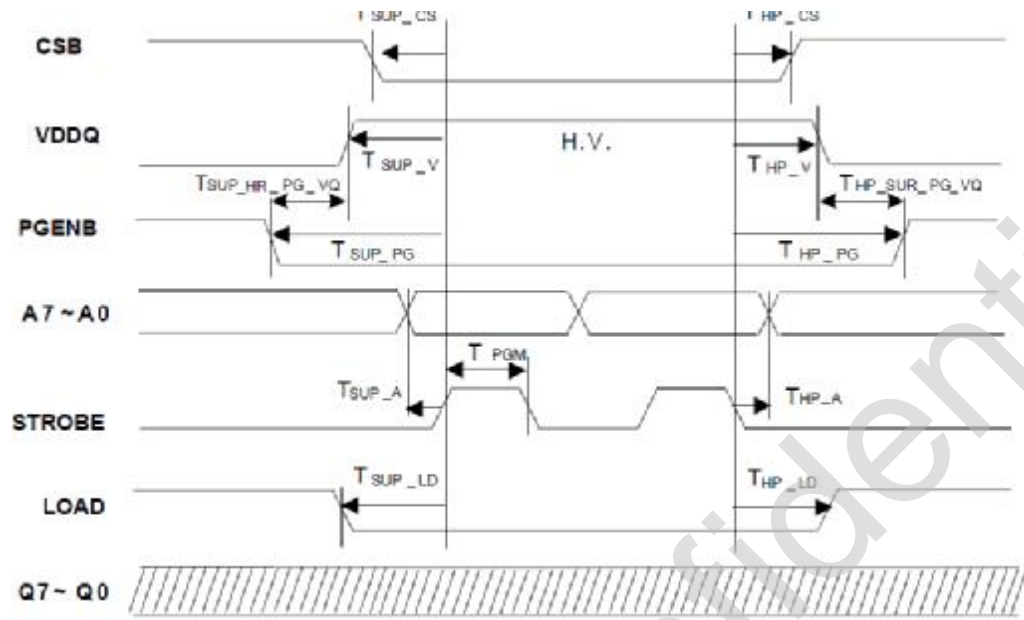 TSUP_CS
THP_CS
CSB
VDDQ
H.V.
TSUP_V
THP_V
TSUP_HR_PG_VQ
THP_SUR_PG_VQ
PGENB
TSUP_PG
THP_PG
A7~A0
T PGM
TSUP_A
THP_A
STROBE
TSUP_LD
THP_LD
LOAD
Q7~Q0